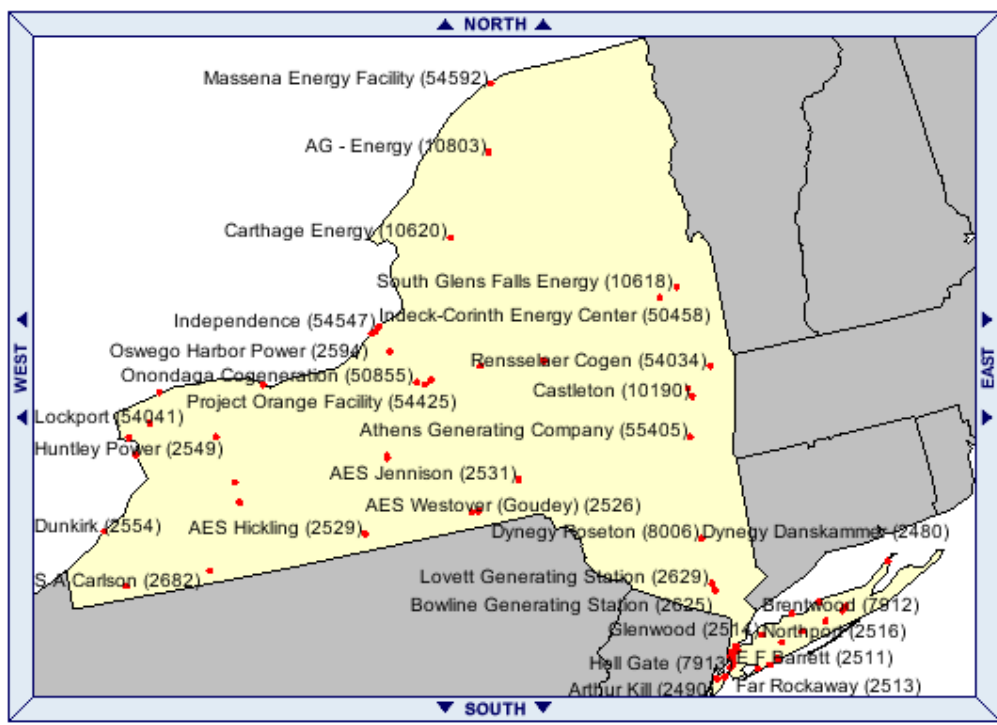 NORTH
Massena Energy Facility (54592)
AG - Energy (10803)
Carthage Energy (10620)
South Glens Falls Energy (10618)
Independence (54547)
Indeck-Corinth Energy Center (50458)
Oswego Harbor Power (2594)
Rensselaer Cogen (54034)
Onondaga Cogeneration (50855)
Castleton (10190)
Project Orange Facility (54425)
WEST
EAST
Lockport (54041)
Athens Generating Company (55405)
Huntley Power (2549)
AES Jennison (2531)
AES Westover (Goudey) (2526)
Dunkirk (2554)
AES Hickling (2529)
Dynegy Roseton (8006)
Dynegy Danskammer (2480)
S A Carlson (2682)
Lovett Generating Station (2629)
Bowline Generating Station (2625)
Brentwood (7912)
Glenwood (2514)
Northport (2516)
Hell Gate (7913)
E F Barrett (2511)
Arthur Kill (2490)
Far Rockaway (2513)
SOUTH